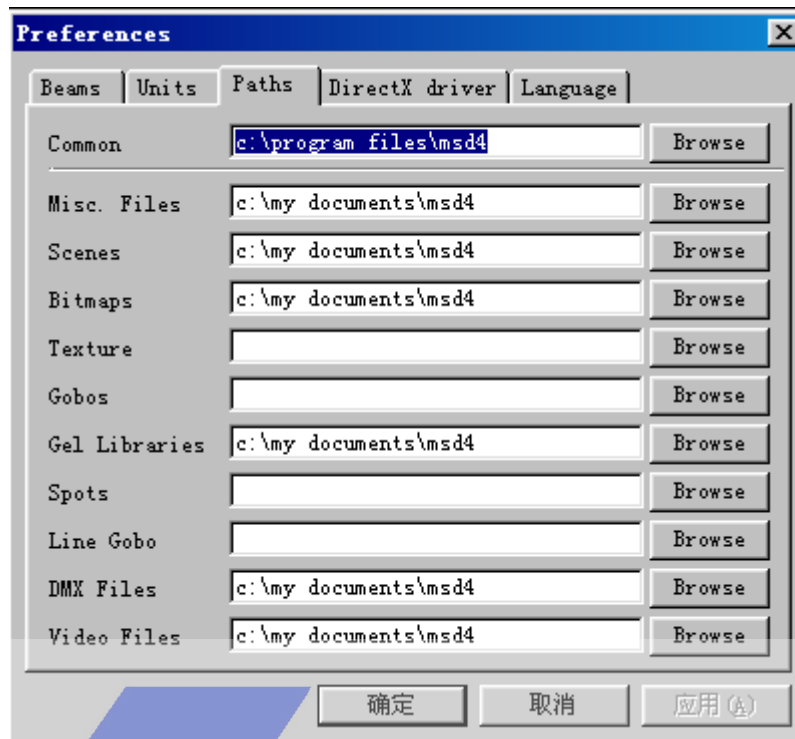 Preferences
Beams Units Paths DirectX driver Language
Common c:\program files\msd4 Browse
Misc. Files c:\my documents\msd4 Browse
Scenes c:\my documents\msd4 Browse
Bitmaps c:\my documents\msd4 Browse
Texture Browse
Gobos Browse
Gel Libraries c:\my documents\msd4 Browse
Spots Browse
Line Gobo Browse
DMX Files c:\my documents\msd4 Browse
Video Files c:\my documents\msd4 Browse
确定 取消 应用(A)